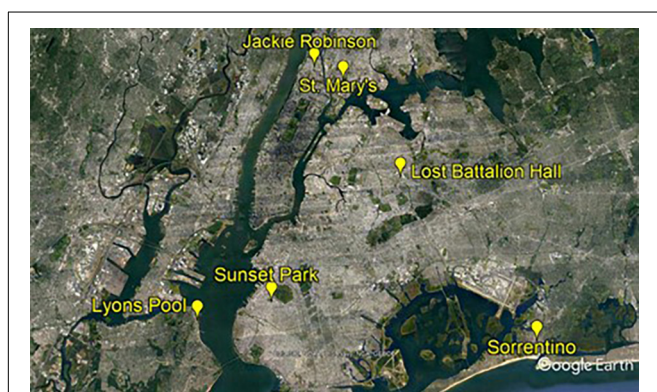 Jackie Robinson
St. Mary's
Lost Battalion Hall
Sunset Park
Lyons Pool
Sorrentino
Google Earth